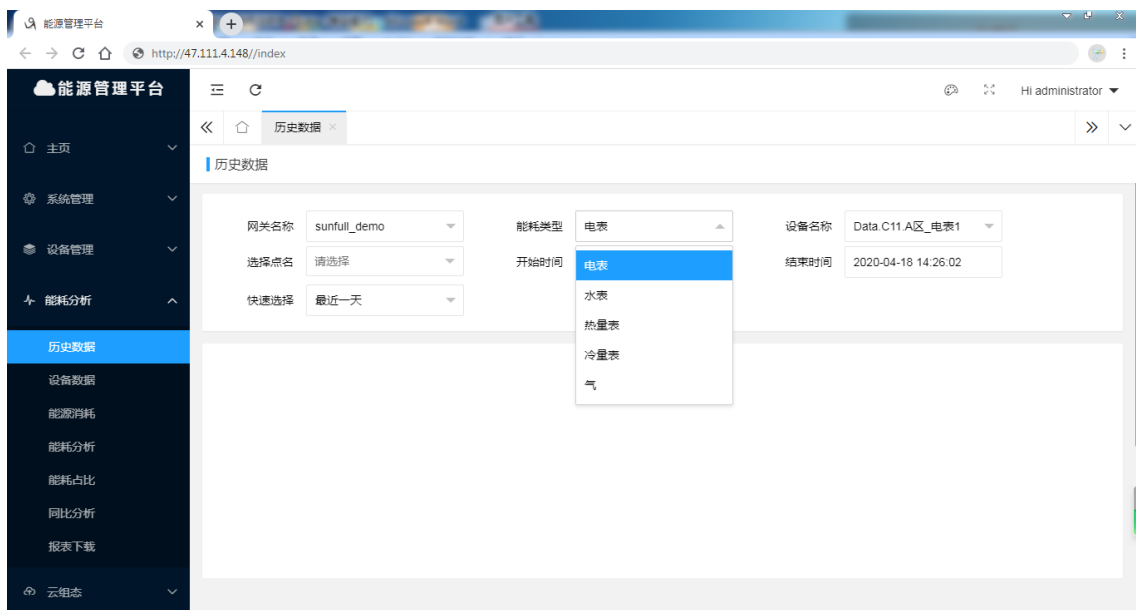 能源管理平台
http://47.111.4.148//index
能源管理平台
Hi administrator
历史数据
主页
历史数据
系统管理
网关名称 sunfull_demo 能耗类型 电表 设备名称 Data.C11.A区_电表1
设备管理
选择点名 请选择 开始时间 结束时间 2020-04-18 14:26:02
电表
能耗分析
快速选择 最近一天
水表
热量表
冷量表
气
历史数据
设备数据
能源消耗
能耗分析
能耗占比
同比分析
报表下载
云组态